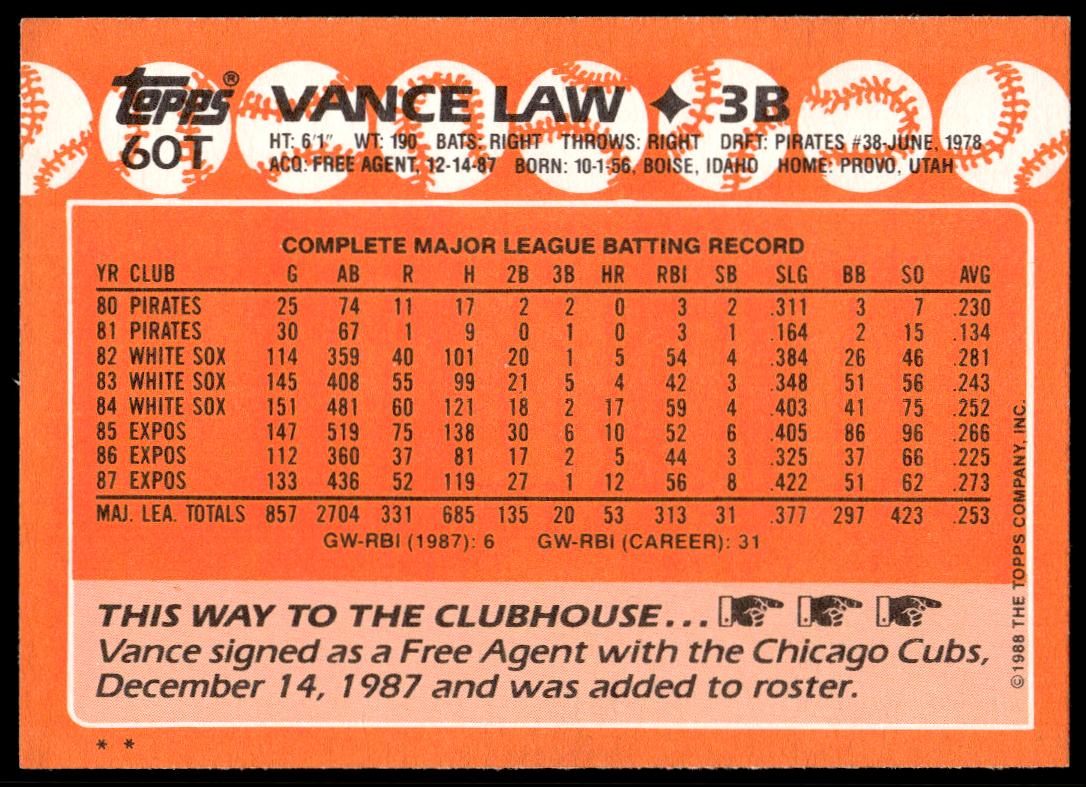 topps®
60T
VANCE LAW ✦ 3B
HT: 6'1" WT: 190 BATS: RIGHT THROWS: RIGHT DRFT: PIRATES #38-JUNE, 1978
ACQ: FREE AGENT, 12-14-87 BORN: 10-1-56, BOISE, IDAHO HOME: PROVO, UTAH
COMPLETE MAJOR LEAGUE BATTING RECORD
YR CLUB G AB R H 2B 3B HR RBI SB SLG BB SO AVG
80 PIRATES 25 74 11 17 2 2 0 3 2 .311 3 7 .230
81 PIRATES 30 67 1 9 0 1 0 3 1 .164 2 15 .134
82 WHITE SOX 114 359 40 101 20 1 5 54 4 .384 26 46 .281
83 WHITE SOX 145 408 55 99 21 5 4 42 3 .348 51 56 .243
84 WHITE SOX 151 481 60 121 18 2 17 59 4 .403 41 75 .252
85 EXPOS 147 519 75 138 30 6 10 52 6 .405 86 96 .266
86 EXPOS 112 360 37 81 17 2 5 44 3 .325 37 66 .225
87 EXPOS 133 436 52 119 27 1 12 56 8 .422 51 62 .273
MAJ. LEA. TOTALS 857 2704 331 685 135 20 53 313 31 .377 297 423 .253
GW-RBI (1987): 6 GW-RBI (CAREER): 31
THIS WAY TO THE CLUBHOUSE...
Vance signed as a Free Agent with the Chicago Cubs,
December 14, 1987 and was added to roster.
©1988 THE TOPPS COMPANY, INC.
* *